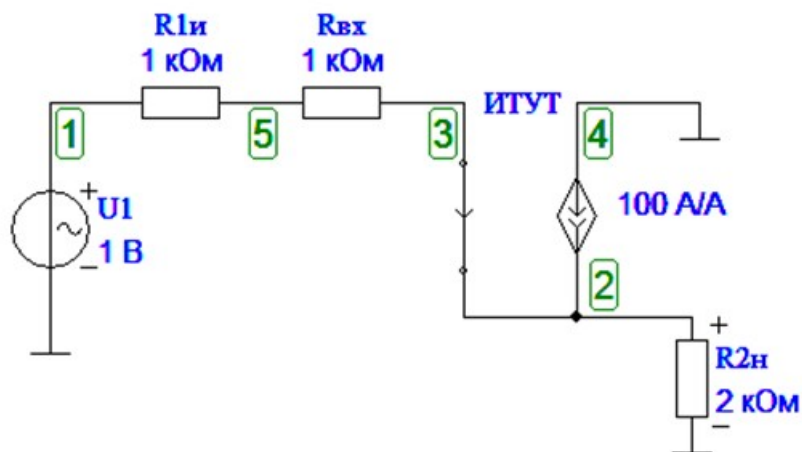 R1и
1 кОм
Rвх
1 кОм
ИТУТ
1
5
3
4
+
U1
1 В
−
100 А/А
2
+
R2н
2 кОм
−